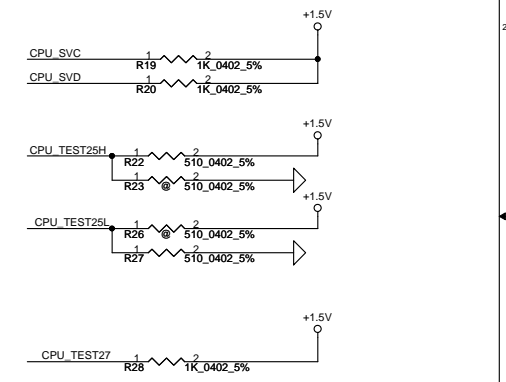 +1.5V
CPU_SVC 1 2
R19 1K_0402_5%
CPU_SVD 1 2
R20 1K_0402_5%
+1.5V
CPU_TEST25H 1 2
R22 510_0402_5%
1 2
R23 @ 510_0402_5%
+1.5V
CPU_TEST25L 1 2
R26 @ 510_0402_5%
1 2
R27 510_0402_5%
+1.5V
CPU_TEST27 1 2
R28 1K_0402_5%
2